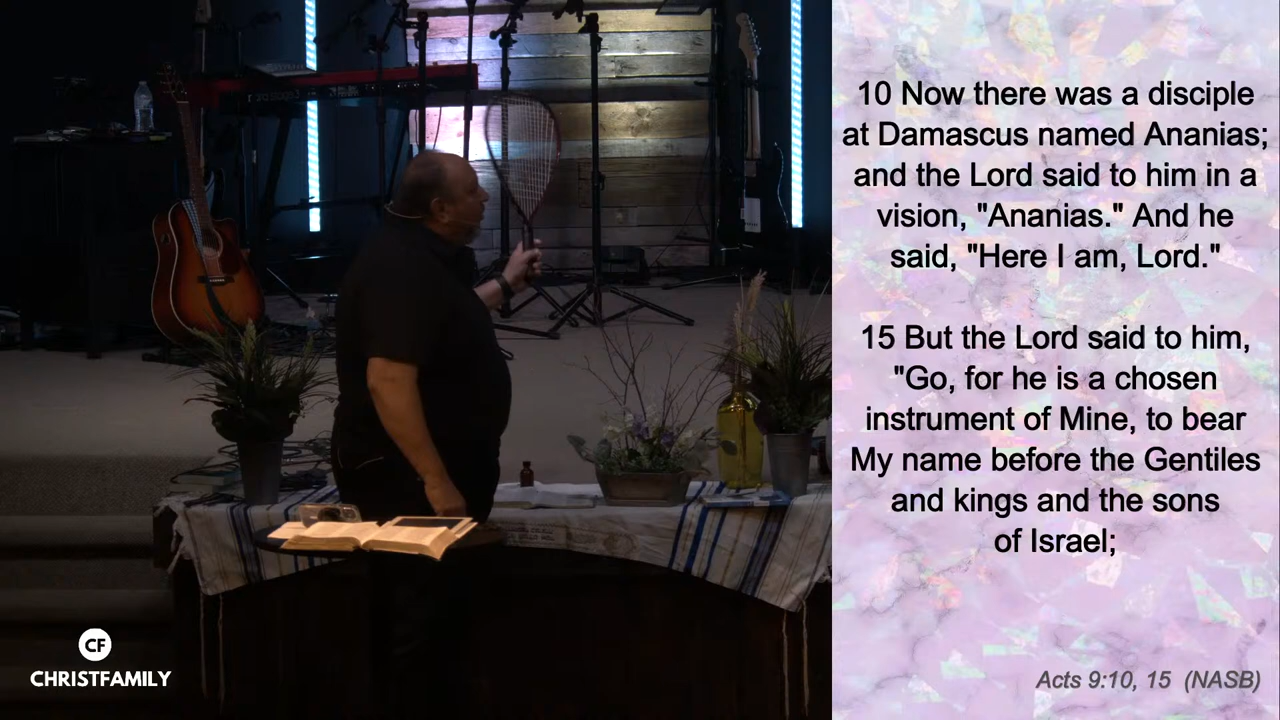 10 Now there was a disciple
at Damascus named Ananias;
and the Lord said to him in a
vision, "Ananias." And he
said, "Here I am, Lord."
15 But the Lord said to him,
"Go, for he is a chosen
instrument of Mine, to bear
My name before the Gentiles
and kings and the sons
of Israel;
Acts 9:10, 15 (NASB)
CF
CHRISTFAMILY